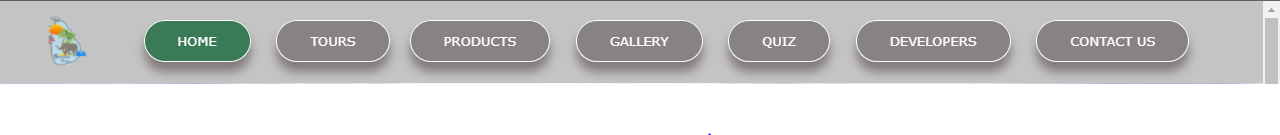 HOME TOURS PRODUCTS GALLERY QUIZ DEVELOPERS CONTACT US